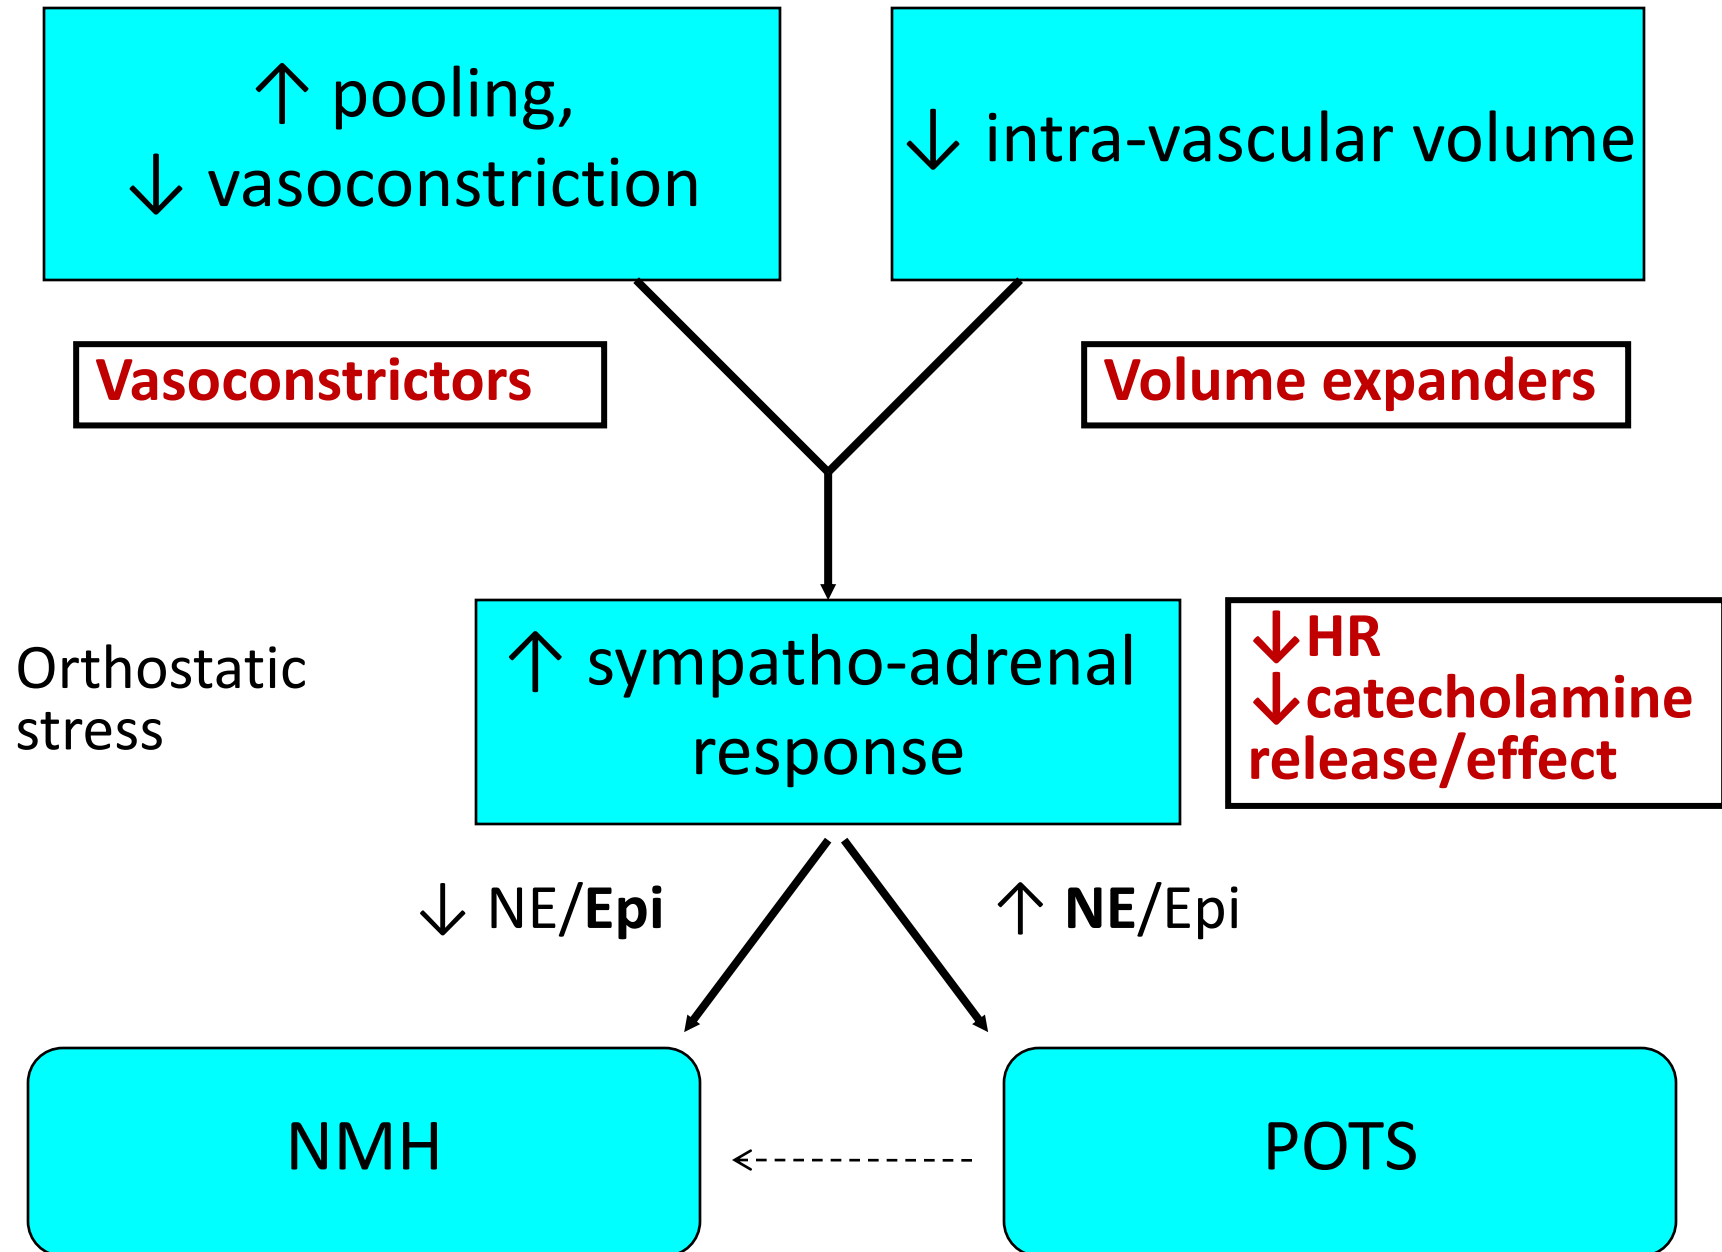 ↑ pooling,
↓ vasoconstriction
↓ intra-vascular volume
Vasoconstrictors
Volume expanders
Orthostatic
stress
↑ sympatho-adrenal
response
↓HR
↓catecholamine
release/effect
↓ NE/Epi
↑ NE/Epi
NMH
POTS